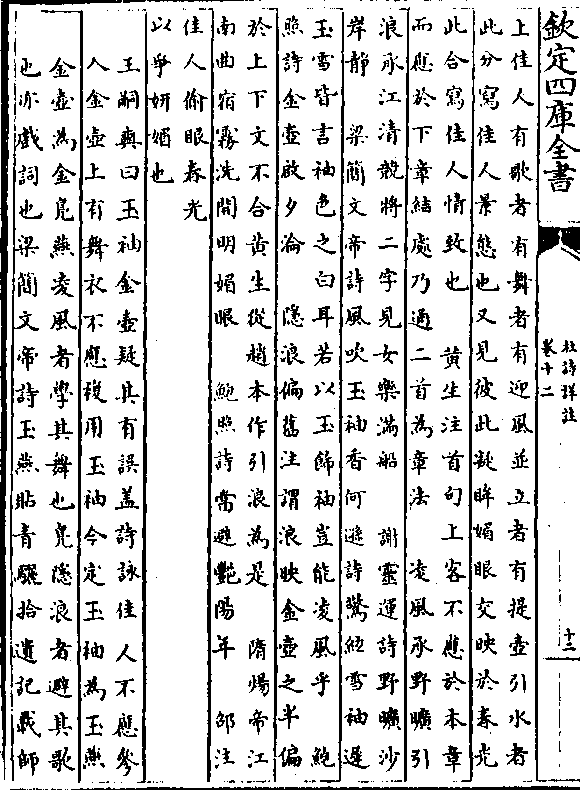 欽定四庫全書
杜詩詳註
卷十二
十三
上佳人有歌者有舞者有迎風並立者有提壺引水者
此分寫佳人景態也又見彼此凝眸媚眼交映於春光
此合寫佳人情致也　黄生注首句上客不應於本章
而應於下章結處乃通二首為章法　凌風承野曠引
浪承江清競將二字見女樂滿船　謝靈運詩野曠沙
岸静　梁簡文帝詩風吹玉袖香何遜詩驚紅雪袖遲
玉雪皆言袖色之白耳若以玉飾袖豈能凌風乎　鮑
照詩金壺啟夕淪　隱浪偏舊注謂浪映金壺之半偏
於上下文不合黄生從趙本作引浪為是　隋煬帝江
南曲宿霧洗開明媚眼　鮑照詩當避艷陽年　邵注
佳人偷眼春光
以爭妍媚也
王嗣奭曰玉袖金壺疑其有誤盖詩咏佳人不應參
入金壺上有舞衣不應複用玉袖今定玉袖為玉燕
金壺為金鳧燕凌風者學其舞也鳧隱浪者避其歌
也亦戲詞也梁簡文帝詩玉燕貼青驪拾遺記㦸師